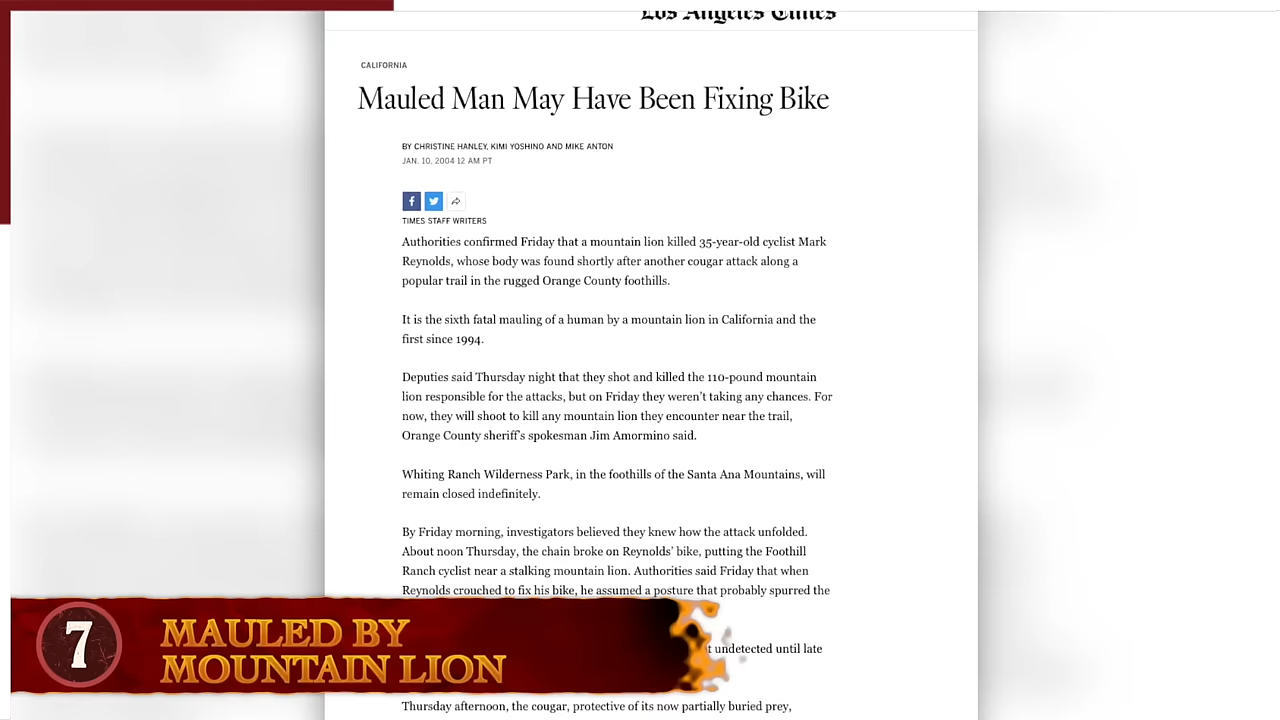 Los Angeles Times
CALIFORNIA
Mauled Man May Have Been Fixing Bike
BY CHRISTINE HANLEY, KIMI YOSHINO AND MIKE ANTON
JAN. 10, 2004 12 AM PT
TIMES STAFF WRITERS
Authorities confirmed Friday that a mountain lion killed 35-year-old cyclist Mark
Reynolds, whose body was found shortly after another cougar attack along a
popular trail in the rugged Orange County foothills.
It is the sixth fatal mauling of a human by a mountain lion in California and the
first since 1994.
Deputies said Thursday night that they shot and killed the 110-pound mountain
lion responsible for the attacks, but on Friday they weren't taking any chances. For
now, they will shoot to kill any mountain lion they encounter near the trail,
Orange County sheriff's spokesman Jim Amormino said.
Whiting Ranch Wilderness Park, in the foothills of the Santa Ana Mountains, will
remain closed indefinitely.
By Friday morning, investigators believed they knew how the attack unfolded.
About noon Thursday, the chain broke on Reynolds' bike, putting the Foothill
Ranch cyclist near a stalking mountain lion. Authorities said Friday that when
Reynolds crouched to fix his bike, he assumed a posture that probably spurred the
undetected until late
Thursday afternoon, the cougar, protective of its now partially buried prey,
7
MAULED BY
MOUNTAIN LION